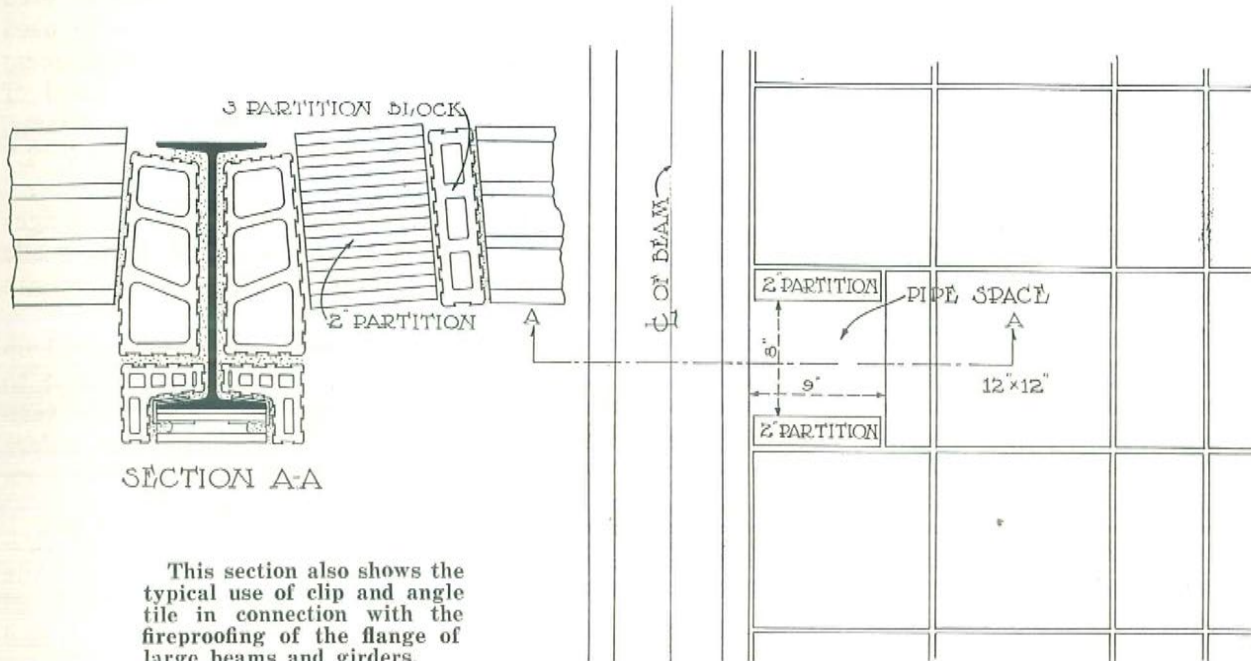 3 PARTITION BLOCK
2" PARTITION
SECTION A-A
This section also shows the
typical use of clip and angle
tile in connection with the
fireproofing of the flange of
large beams and girders.
℄ OF BEAM
2" PARTITION
PIPE SPACE
A
A
8"
9"
12"×12"
2" PARTITION